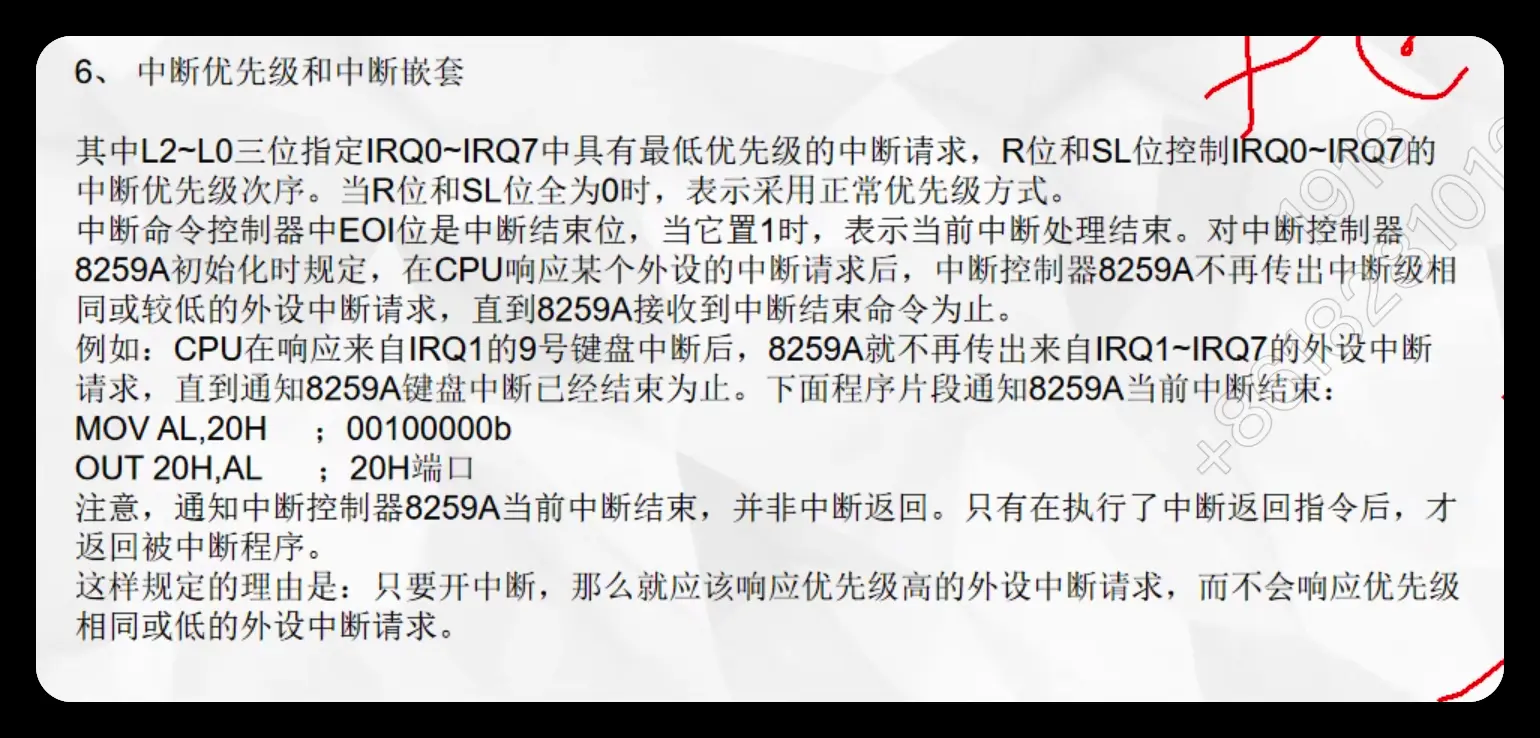 6、 中断优先级和中断嵌套
其中L2~L0三位指定IRQ0~IRQ7中具有最低优先级的中断请求，R位和SL位控制IRQ0~IRQ7的
中断优先级次序。当R位和SL位全为0时，表示采用正常优先级方式。
中断命令控制器中EOI位是中断结束位，当它置1时，表示当前中断处理结束。对中断控制器
8259A初始化时规定，在CPU响应某个外设的中断请求后，中断控制器8259A不再传出中断级相
同或较低的外设中断请求，直到8259A接收到中断结束命令为止。
例如：CPU在响应来自IRQ1的9号键盘中断后，8259A就不再传出来自IRQ1~IRQ7的外设中断
请求，直到通知8259A键盘中断已经结束为止。下面程序片段通知8259A当前中断结束：
MOV AL,20H ；00100000b
OUT 20H,AL ；20H端口
注意，通知中断控制器8259A当前中断结束，并非中断返回。只有在执行了中断返回指令后，才
返回被中断程序。
这样规定的理由是：只要开中断，那么就应该响应优先级高的外设中断请求，而不会响应优先级
相同或低的外设中断请求。